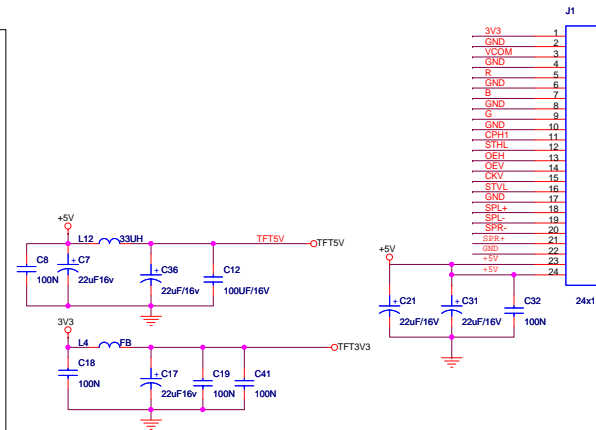 J1
3V3 1
GND 2
VCOM 3
GND 4
R 5
GND 6
B 7
GND 8
G 9
GND 10
CPH1 11
STHL 12
OEH 13
OEV 14
CKV 15
STVL 16
GND 17
SPL+ 18
SPL- 19
SPR- 20
SPR+ 21
GND 22
+5V 23
+5V 24
24x1
+5V
L12 33UH TFT5V TFT5V
C8 100N
+ C7 22uF16v
+ C36 22uF/16v
C12 100UF/16V
+5V
+ C21 22uF/16V
+ C31 22uF/16V
C32 100N
3V3
L4 FB TFT3V3
C18 100N
+ C17 22uF16v
C19 100N
C41 100N